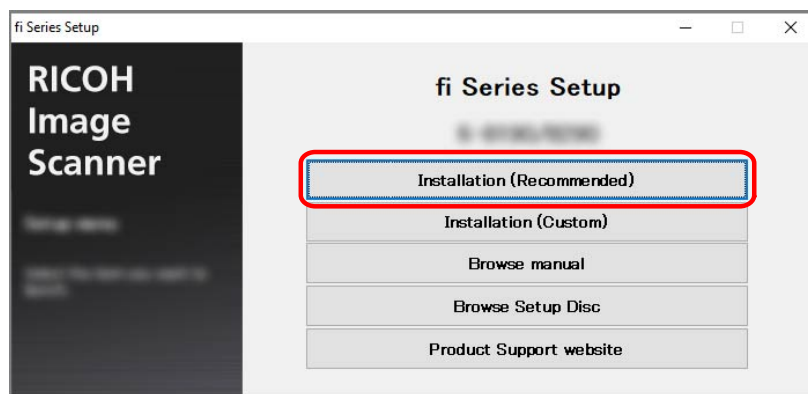 fi Series Setup
RICOH
Image
Scanner
fi Series Setup
Installation (Recommended)
Installation (Custom)
Browse manual
Browse Setup Disc
Product Support website